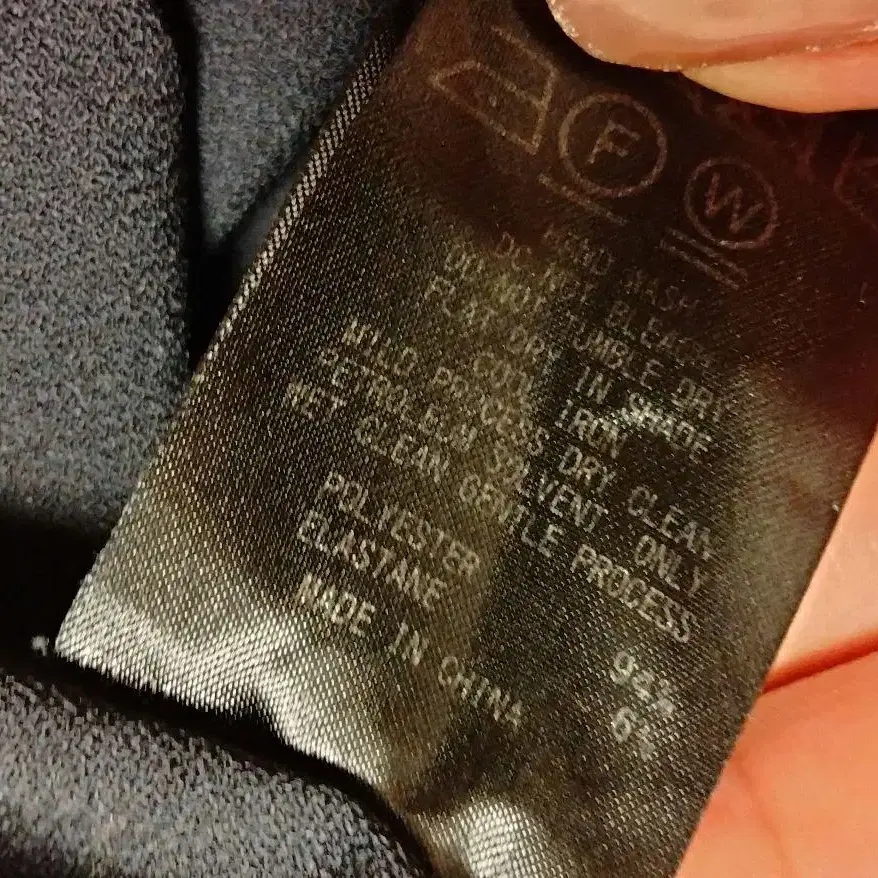 F
W
HAND WASH
DO NOT BLEACH
DO NOT TUMBLE DRY
FLAT DRY IN SHADE
COOL IRON
MILD PROCESS DRY CLEAN
PETROLEUM SOLVENT ONLY
WET CLEAN GENTLE PROCESS
POLYESTER 94%
ELASTANE 6%
MADE IN CHINA